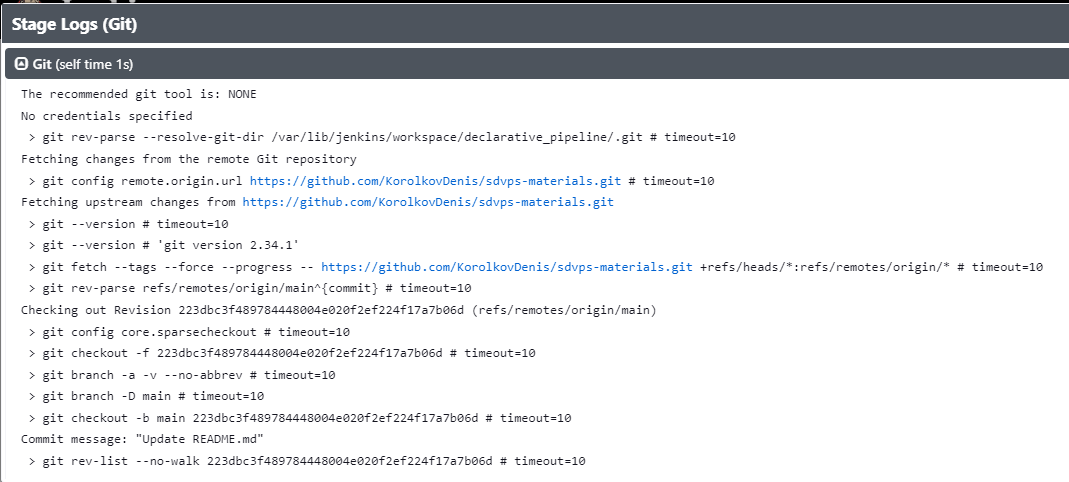 Stage Logs (Git)
Git (self time 1s)
The recommended git tool is: NONE
No credentials specified
> git rev-parse --resolve-git-dir /var/lib/jenkins/workspace/declarative_pipeline/.git # timeout=10
Fetching changes from the remote Git repository
> git config remote.origin.url https://github.com/KorolkovDenis/sdvps-materials.git # timeout=10
Fetching upstream changes from https://github.com/KorolkovDenis/sdvps-materials.git
> git --version # timeout=10
> git --version # 'git version 2.34.1'
> git fetch --tags --force --progress -- https://github.com/KorolkovDenis/sdvps-materials.git +refs/heads/*:refs/remotes/origin/* # timeout=10
> git rev-parse refs/remotes/origin/main^{commit} # timeout=10
Checking out Revision 223dbc3f489784448004e020f2ef224f17a7b06d (refs/remotes/origin/main)
> git config core.sparsecheckout # timeout=10
> git checkout -f 223dbc3f489784448004e020f2ef224f17a7b06d # timeout=10
> git branch -a -v --no-abbrev # timeout=10
> git branch -D main # timeout=10
> git checkout -b main 223dbc3f489784448004e020f2ef224f17a7b06d # timeout=10
Commit message: "Update README.md"
> git rev-list --no-walk 223dbc3f489784448004e020f2ef224f17a7b06d # timeout=10